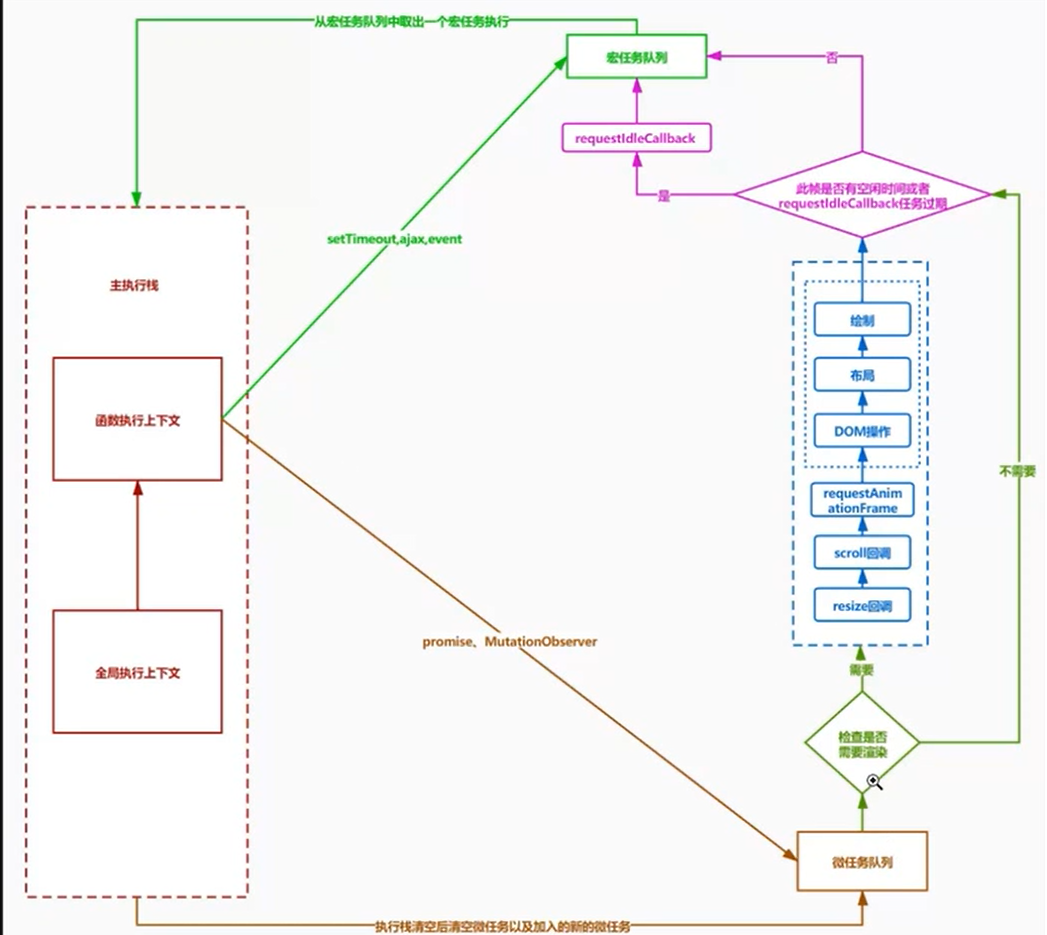 从宏任务队列中取出一个宏任务执行
宏任务队列
否
requestIdleCallback
此帧是否有空闲时间或者
requestIdleCallback任务过期
是
setTimeout,ajax,event
主执行栈
绘制
布局
函数执行上下文
DOM操作
不需要
requestAnim
ationFrame
scroll回调
resize回调
promise、MutationObserver
全局执行上下文
需要
检查是否
需要渲染
微任务队列
执行栈清空后清空微任务以及加入的新的微任务